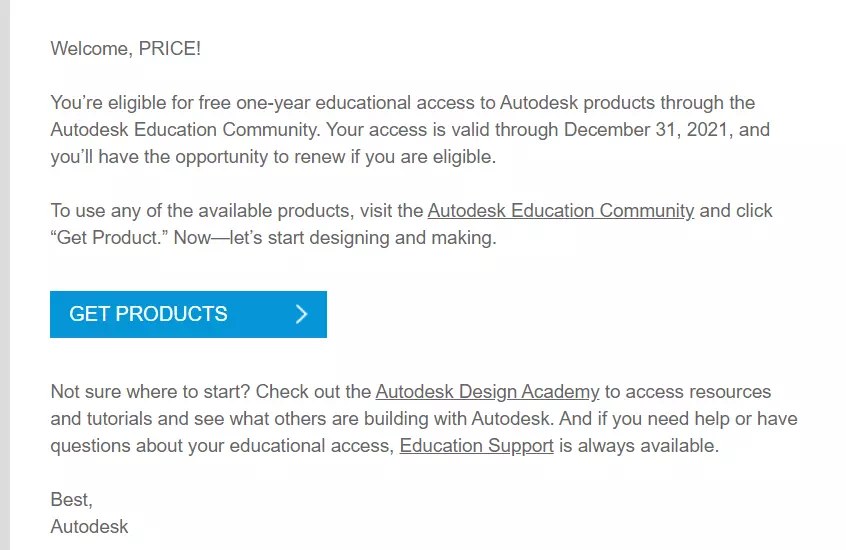 Welcome, PRICE!
You’re eligible for free one-year educational access to Autodesk products through the
Autodesk Education Community. Your access is valid through December 31, 2021, and
you’ll have the opportunity to renew if you are eligible.
To use any of the available products, visit the Autodesk Education Community and click
“Get Product.” Now—let’s start designing and making.
GET PRODUCTS
Not sure where to start? Check out the Autodesk Design Academy to access resources
and tutorials and see what others are building with Autodesk. And if you need help or have
questions about your educational access, Education Support is always available.
Best,
Autodesk